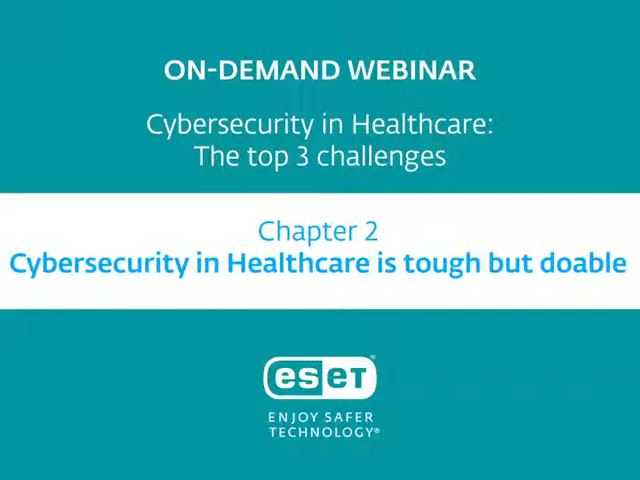 ON-DEMAND WEBINAR
Cybersecurity in Healthcare:
The top 3 challenges
Chapter 2
Cybersecurity in Healthcare is tough but doable
eseT®
ENJOY SAFER
TECHNOLOGY®